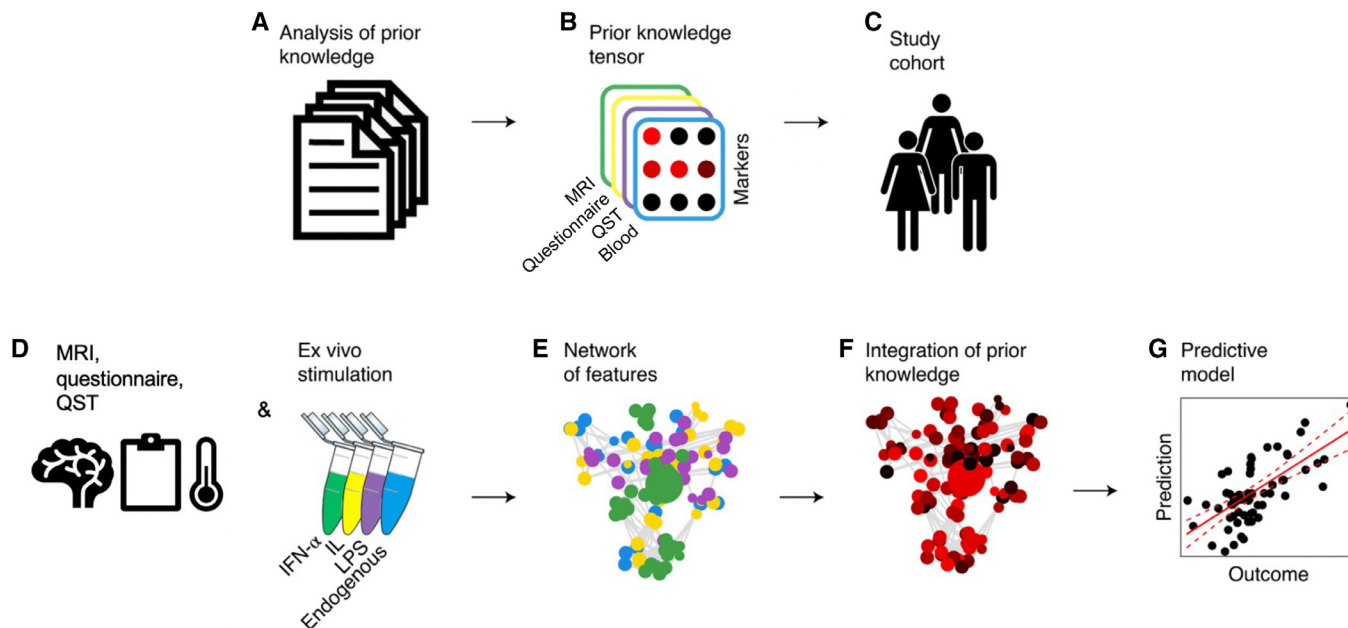 A Analysis of prior
knowledge
B Prior knowledge
tensor
MRI
Questionnaire
QST
Blood
Markers
C Study
cohort
D MRI,
questionnaire,
QST
&
Ex vivo
stimulation
IFN-α
IL
LPS
Endogenous
E Network
of features
F Integration of prior
knowledge
G Predictive
model
Prediction
Outcome